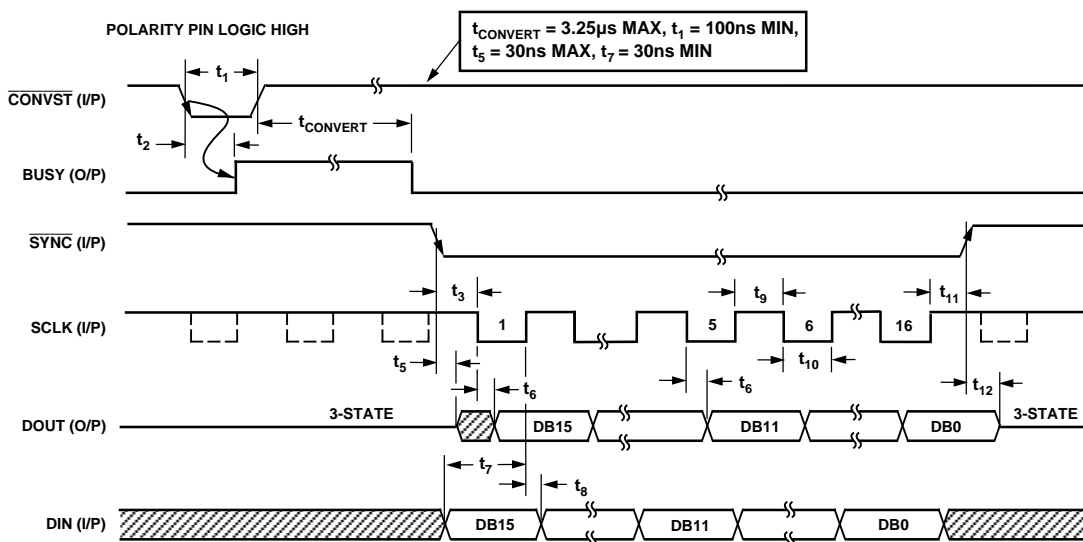 POLARITY PIN LOGIC HIGH
tCONVERT = 3.25µs MAX, t1 = 100ns MIN,
t5 = 30ns MAX, t7 = 30ns MIN
t1
CONVST (I/P)
t2
tCONVERT
BUSY (O/P)
SYNC (I/P)
t3
t9
t11
SCLK (I/P)
1
5
6
16
t5
t10
t6
t6
t12
3-STATE
3-STATE
DOUT (O/P)
DB15
DB11
DB0
t7
t8
DIN (I/P)
DB15
DB11
DB0